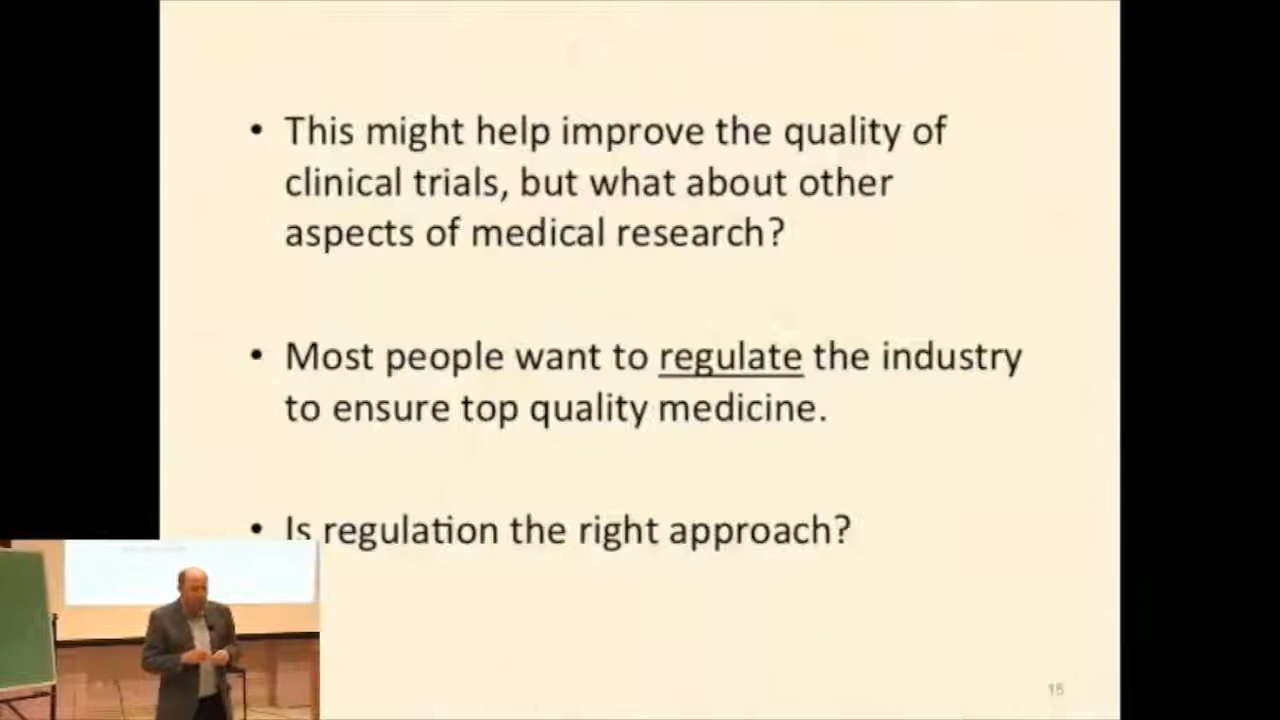 • This might help improve the quality of
clinical trials, but what about other
aspects of medical research?
• Most people want to regulate the industry
to ensure top quality medicine.
• Is regulation the right approach?
15